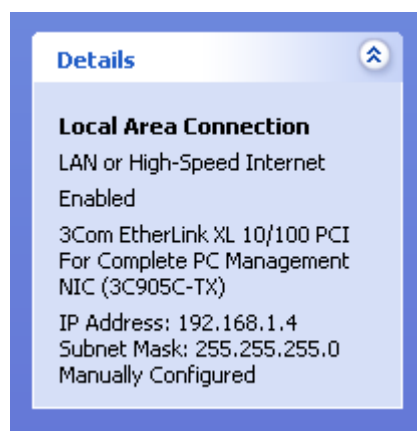 Details
Local Area Connection
LAN or High-Speed Internet
Enabled
3Com EtherLink XL 10/100 PCI
For Complete PC Management
NIC (3C905C-TX)
IP Address: 192.168.1.4
Subnet Mask: 255.255.255.0
Manually Configured